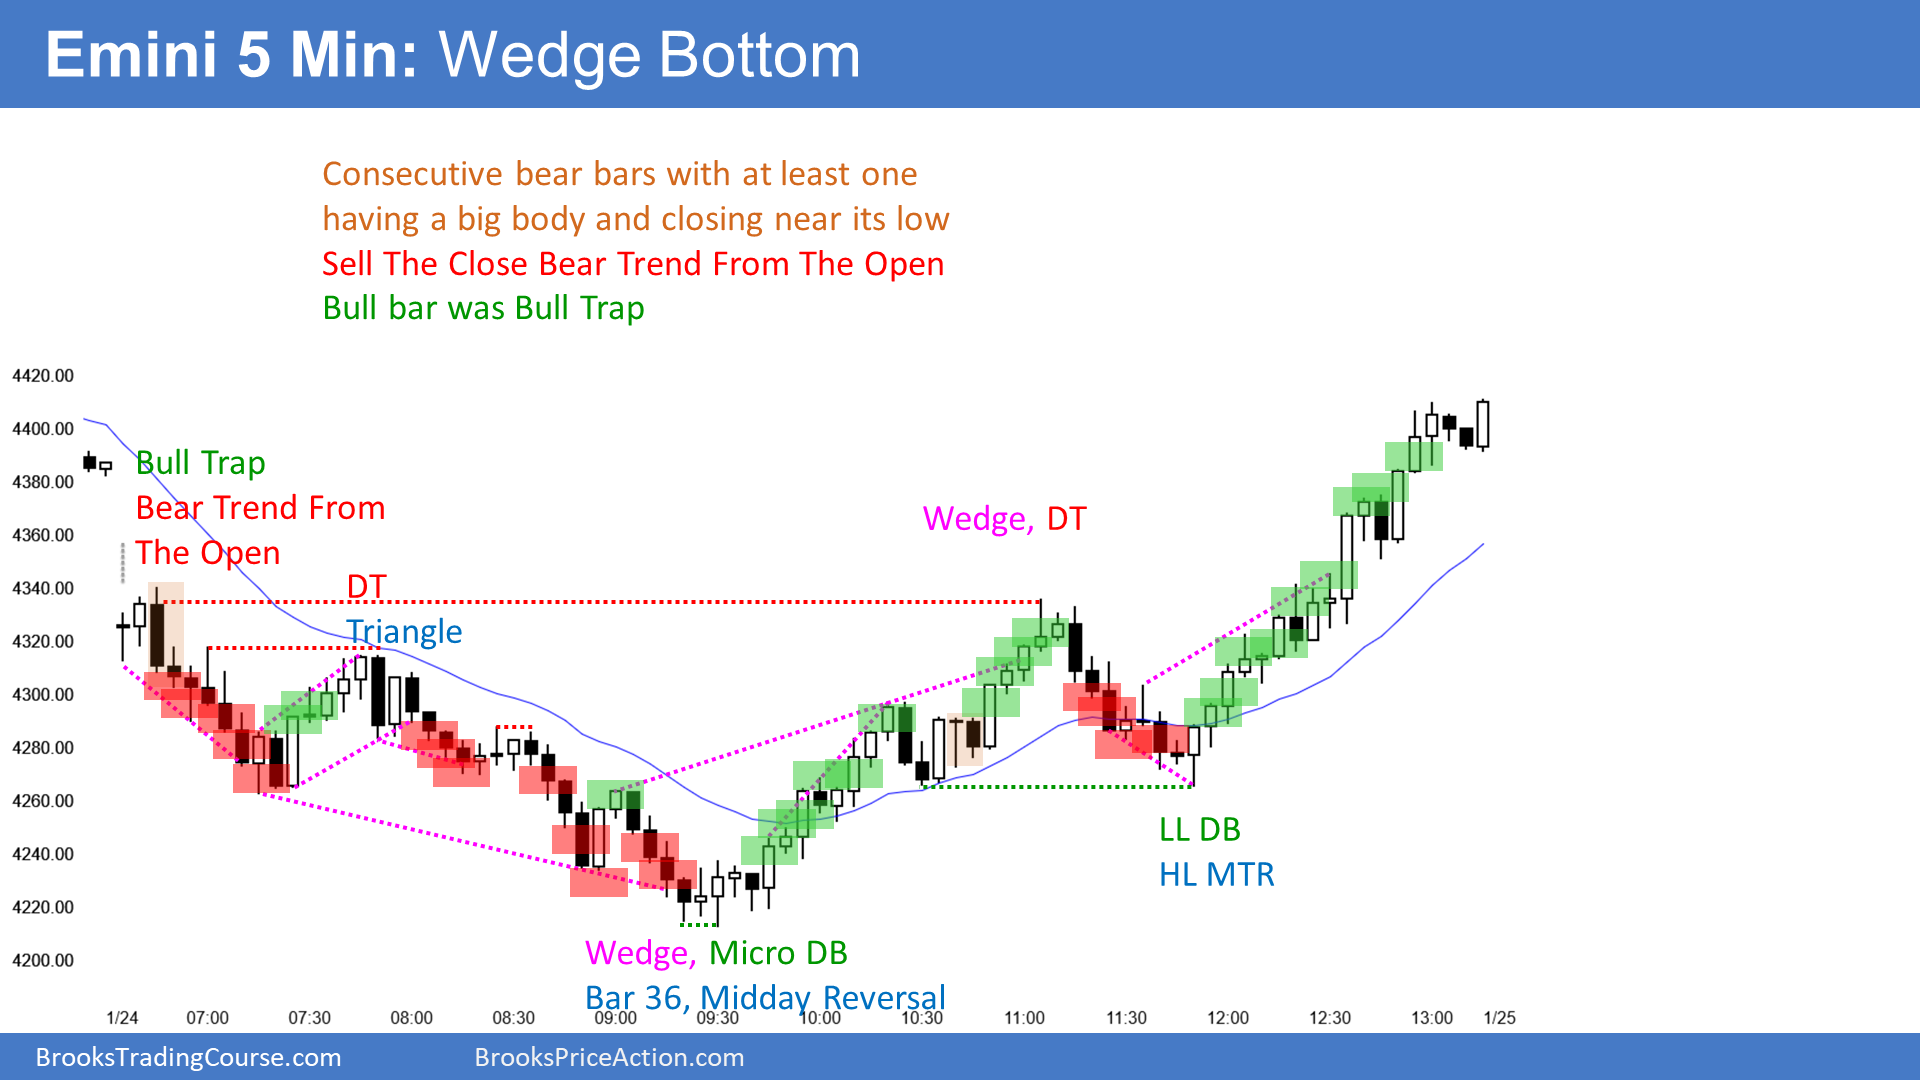 Emini 5 Min: Wedge Bottom
Consecutive bear bars with at least one
having a big body and closing near its low
Sell The Close Bear Trend From The Open
Bull bar was Bull Trap
4420.00
4400.00
4380.00
4360.00
4340.00
4320.00
4300.00
4280.00
4260.00
4240.00
4220.00
4200.00
Bull Trap
Bear Trend From
The Open
DT
Triangle
Wedge, DT
LL DB
HL MTR
Wedge, Micro DB
Bar 36, Midday Reversal
1/24 07:00 07:30 08:00 08:30 09:00 09:30 10:00 10:30 11:00 11:30 12:00 12:30 13:00 1/25
BrooksTradingCourse.com BrooksPriceAction.com